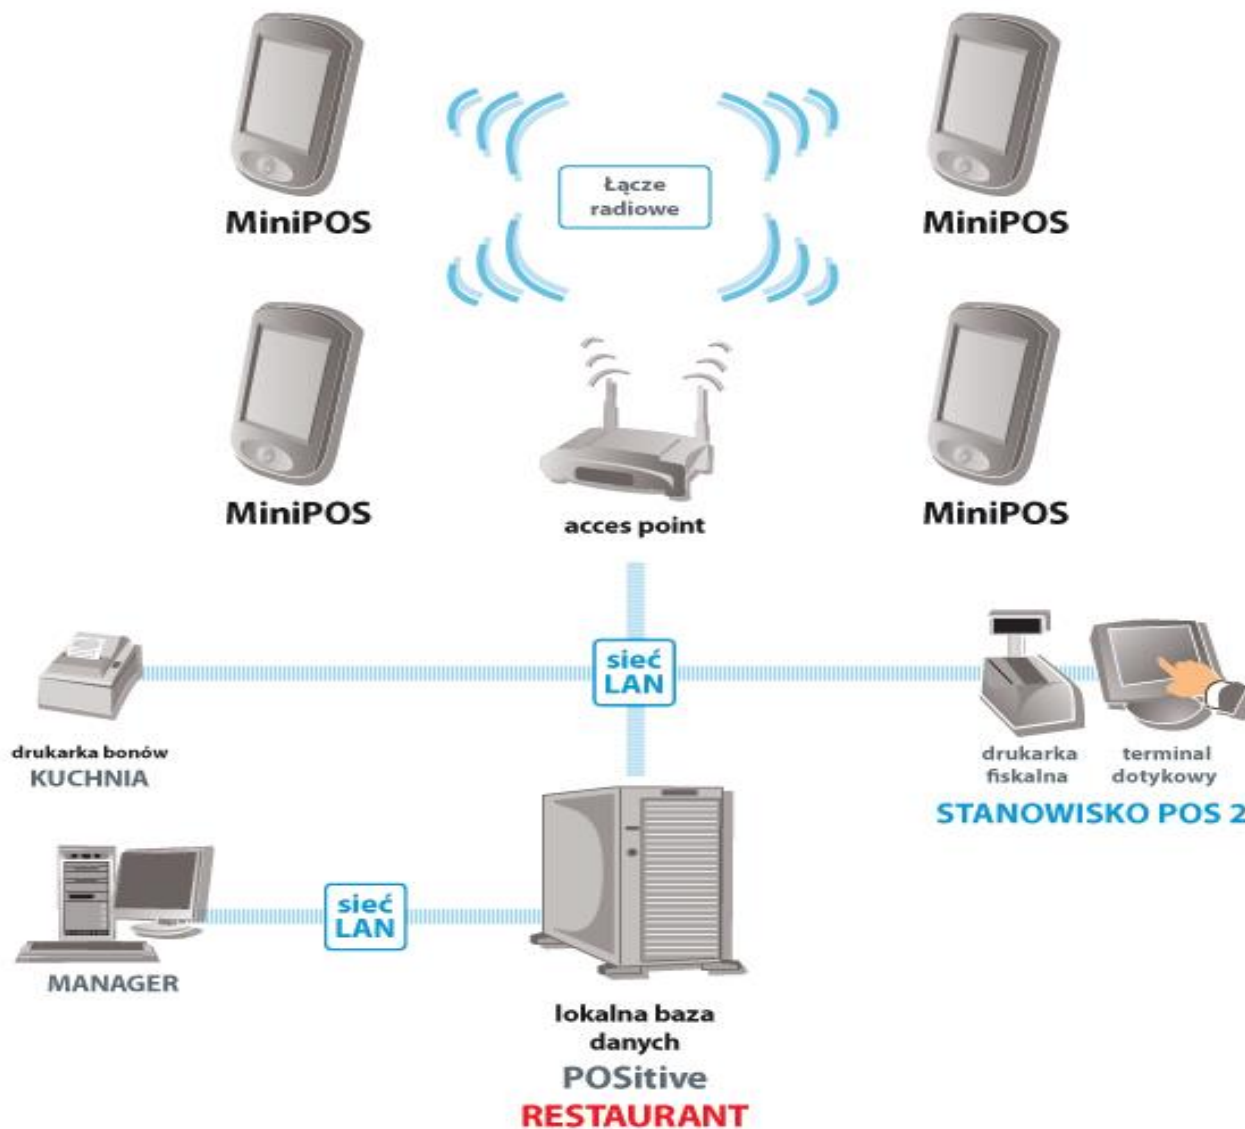 MiniPOS
Łącze
radiowe
MiniPOS
MiniPOS
acces point
MiniPOS
sieć
LAN
drukarka bonów
KUCHNIA
drukarka
fiskalna
terminal
dotykowy
STANOWISKO POS 2
sieć
LAN
MANAGER
lokalna baza
danych
POSitive
RESTAURANT